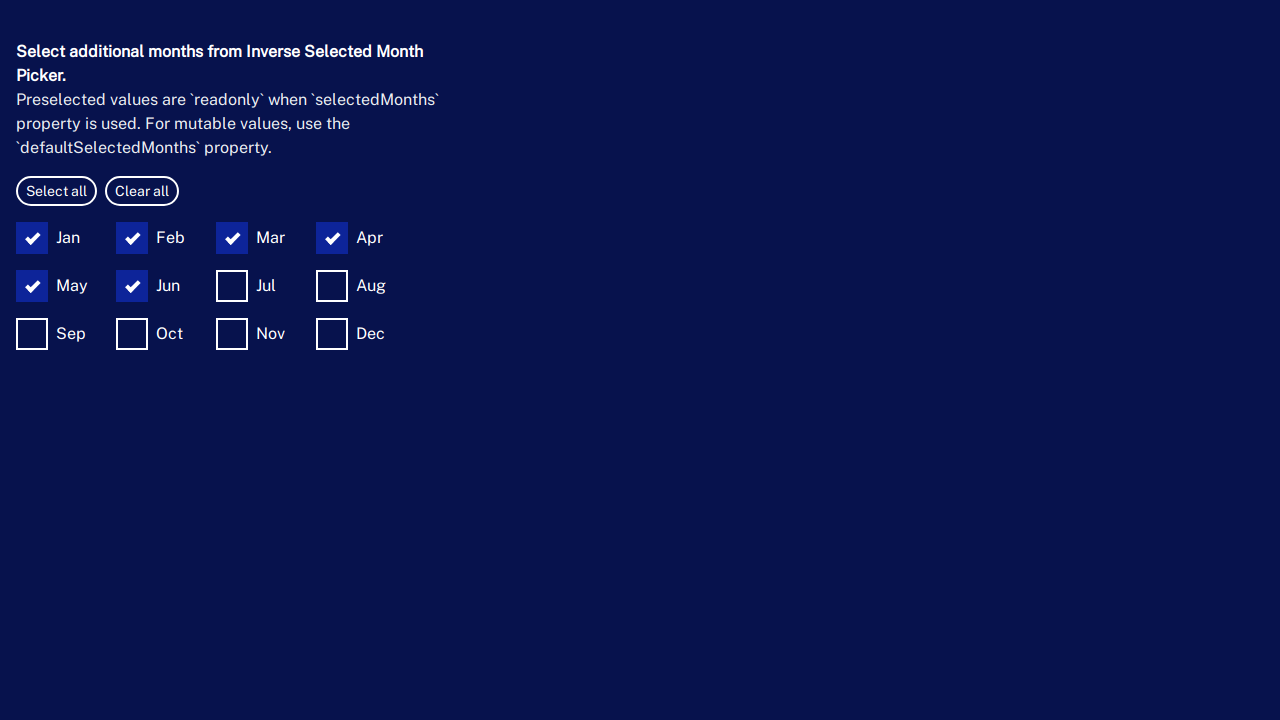 Select additional months from Inverse Selected Month
Picker.
Preselected values are `readonly` when `selectedMonths`
property is used. For mutable values, use the
`defaultSelectedMonths` property.
Select all Clear all
Jan Feb Mar Apr
May Jun Jul Aug
Sep Oct Nov Dec